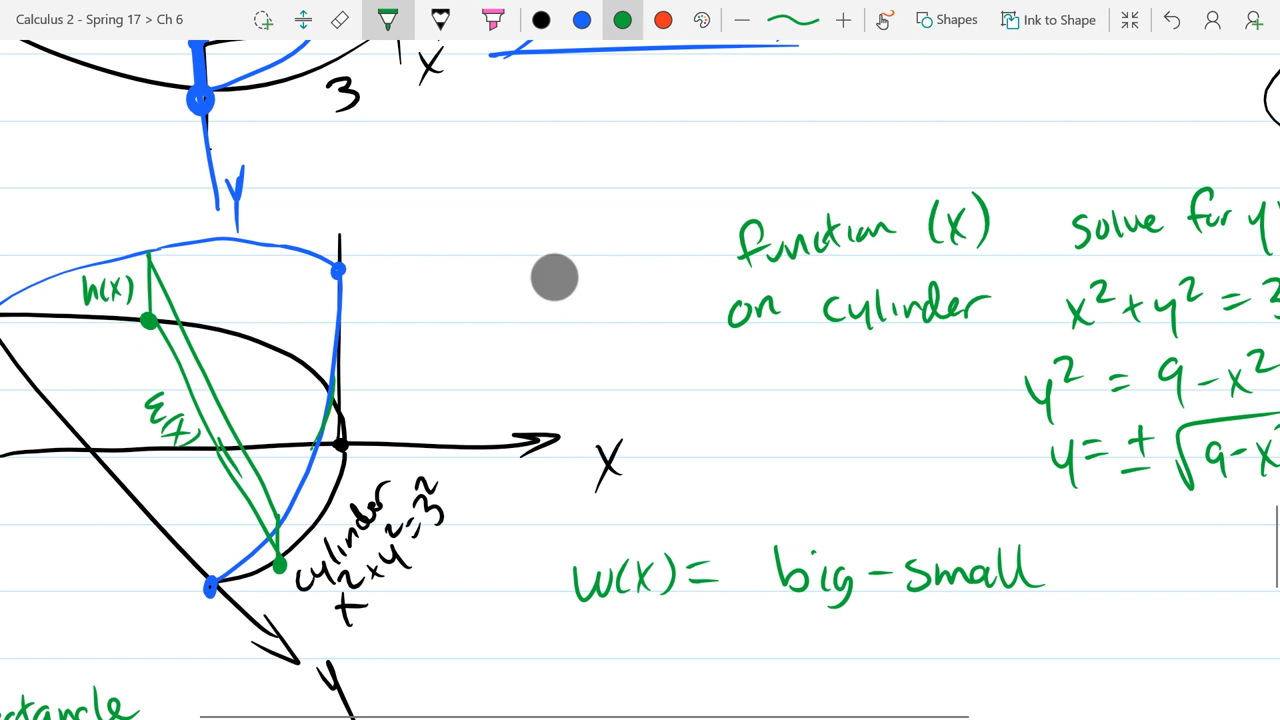 Calculus 2 - Spring 17 > Ch 6
Shapes
Ink to Shape
x
3
y
function (x)
on cylinder
solve for y
x² + y² = 3
y² = 9 - x²
y = ± √9-x²
h(x)
w(x)
x
cylinder
x² + y² = 3²
w(x) = big - small
y